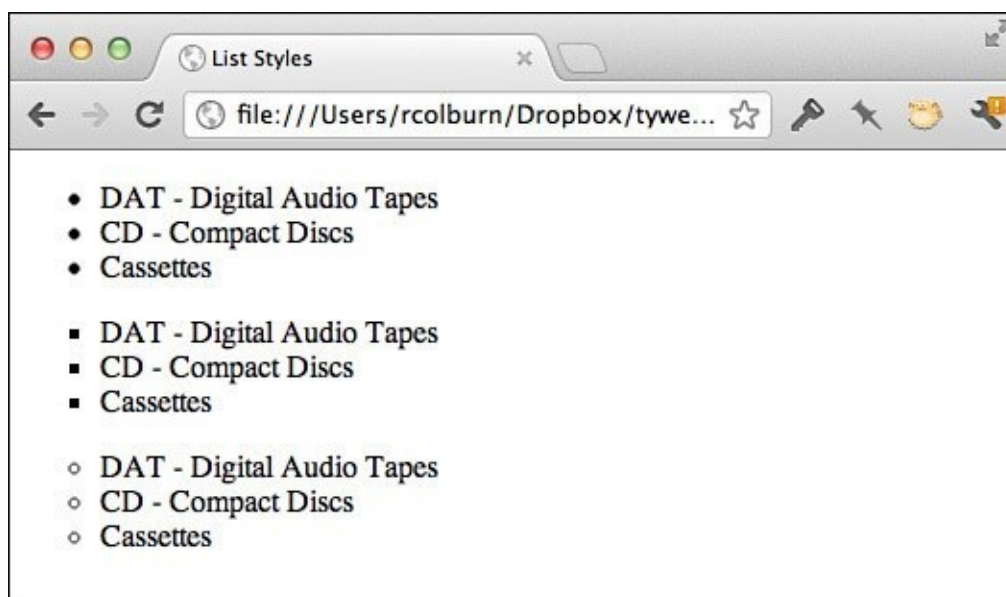 List Styles
file:///Users/rcolburn/Dropbox/tywe...
DAT - Digital Audio Tapes
CD - Compact Discs
Cassettes
DAT - Digital Audio Tapes
CD - Compact Discs
Cassettes
DAT - Digital Audio Tapes
CD - Compact Discs
Cassettes